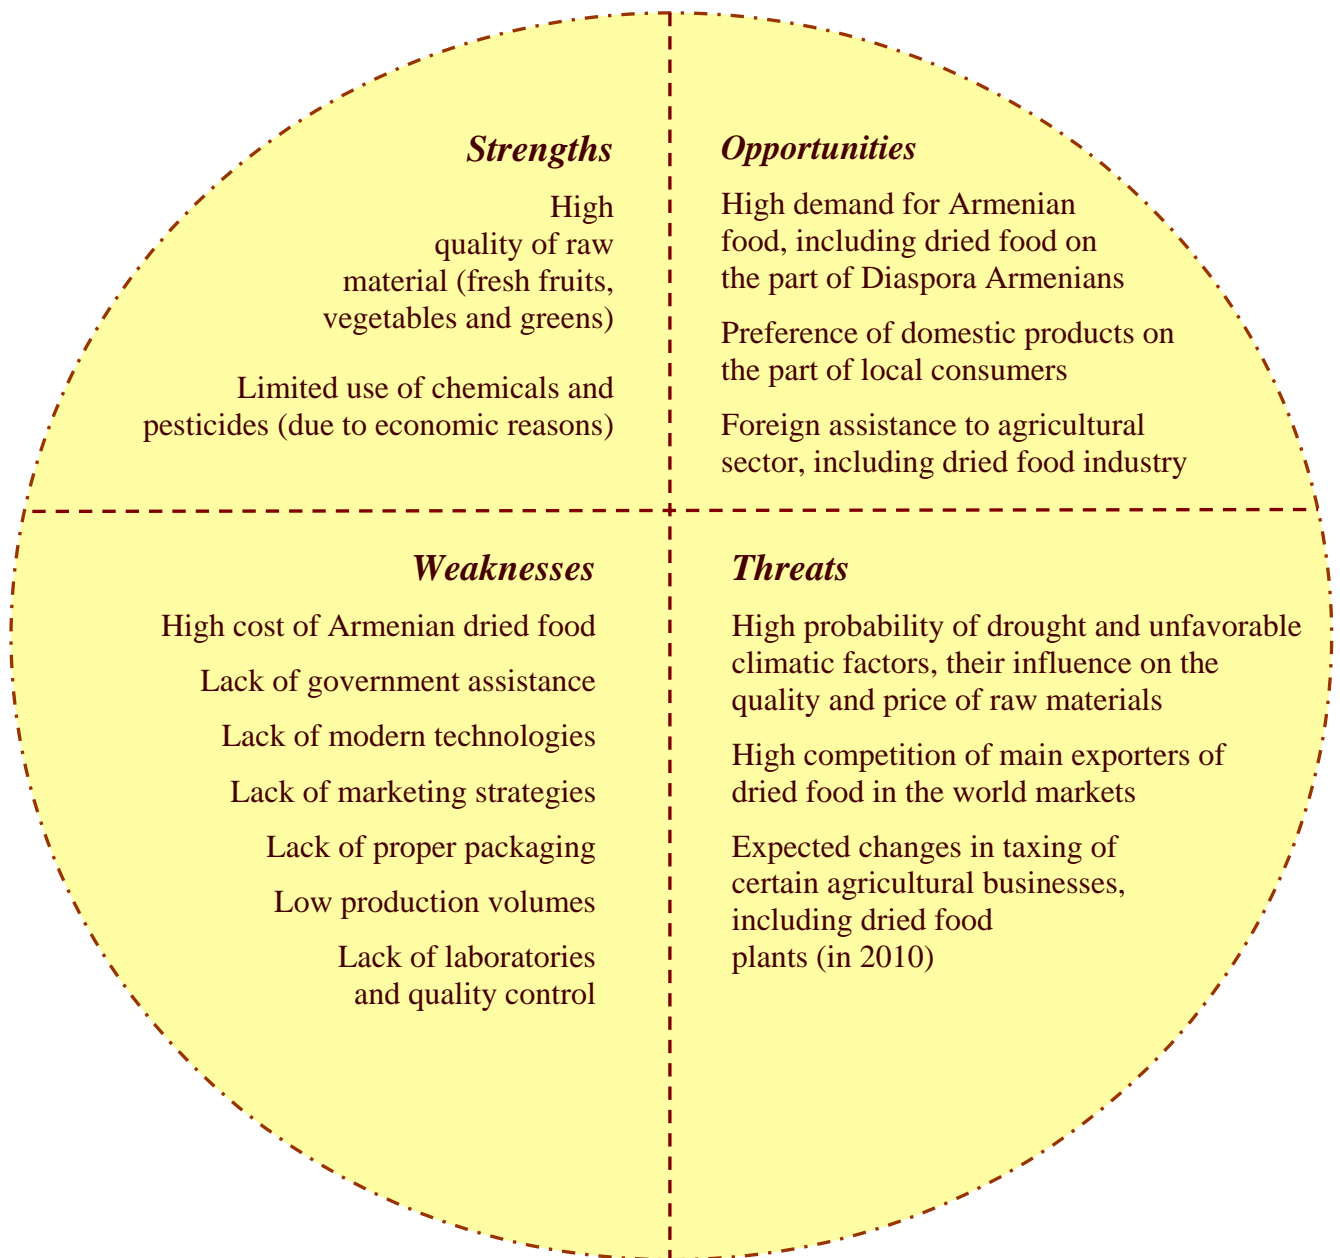 Strengths
High
quality of raw
material (fresh fruits,
vegetables and greens)
Limited use of chemicals and
pesticides (due to economic reasons)
Opportunities
High demand for Armenian
food, including dried food on
the part of Diaspora Armenians
Preference of domestic products on
the part of local consumers
Foreign assistance to agricultural
sector, including dried food industry
Weaknesses
High cost of Armenian dried food
Lack of government assistance
Lack of modern technologies
Lack of marketing strategies
Lack of proper packaging
Low production volumes
Lack of laboratories
and quality control
Threats
High probability of drought and unfavorable
climatic factors, their influence on the
quality and price of raw materials
High competition of main exporters of
dried food in the world markets
Expected changes in taxing of
certain agricultural businesses,
including dried food
plants (in 2010)